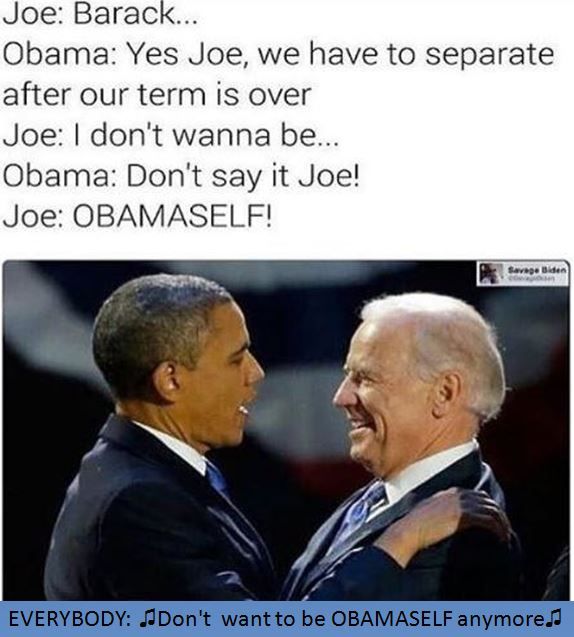 Joe: Barack...
Obama: Yes Joe, we have to separate
after our term is over
Joe: I don't wanna be...
Obama: Don't say it Joe!
Joe: OBAMASELF!
Savage Biden
EVERYBODY: ♫Don't want to be OBAMASELF anymore♫